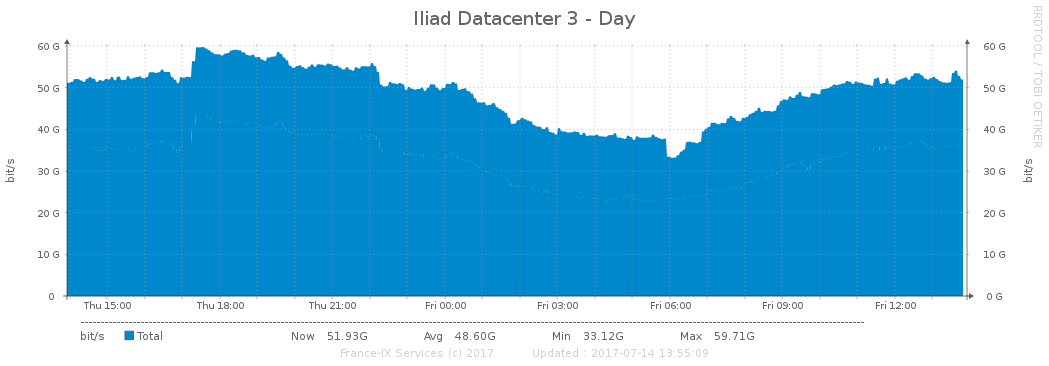 Iliad Datacenter 3 - Day
RRDTOOL / TOBI OETIKER
60 G 60 G
50 G 50 G
40 G 40 G
30 G 30 G
20 G 20 G
10 G 10 G
0 0 G
bit/s bit/s
Thu 15:00 Thu 18:00 Thu 21:00 Fri 00:00 Fri 03:00 Fri 06:00 Fri 09:00 Fri 12:00
bit/s Total Now 51.93G Avg 48.60G Min 33.12G Max 59.71G
France-IX Services (c) 2017 Updated : 2017-07-14 13:55:09